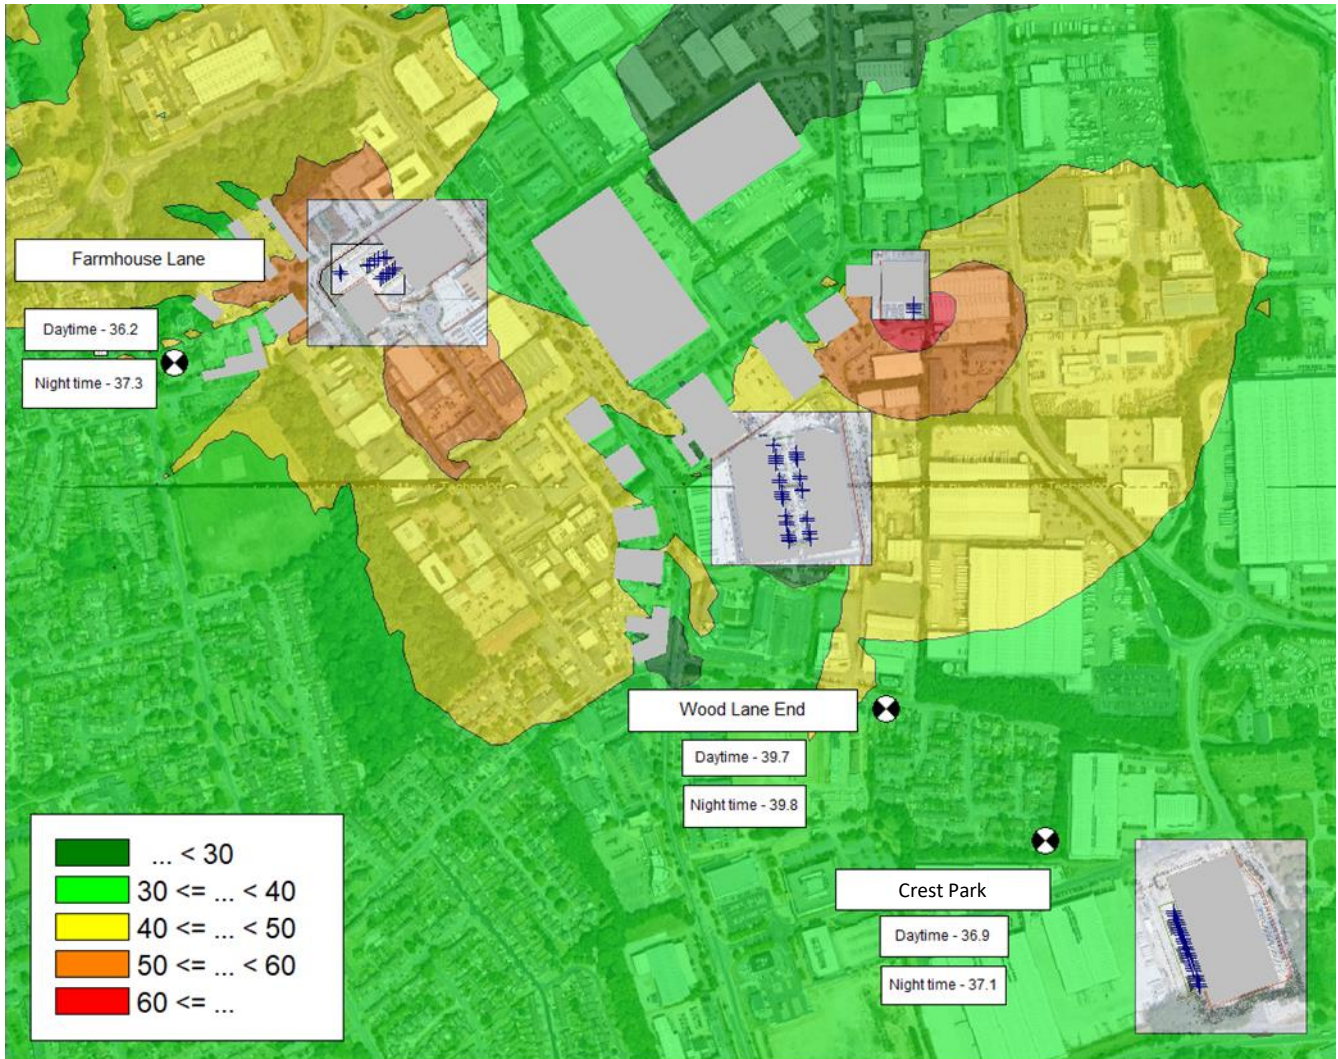 Farmhouse Lane
Daytime - 36.2
Night time - 37.3
Wood Lane End
Daytime - 39.7
Night time - 39.8
Crest Park
Daytime - 36.9
Night time - 37.1
... < 30
30 <= ... < 40
40 <= ... < 50
50 <= ... < 60
60 <= ...